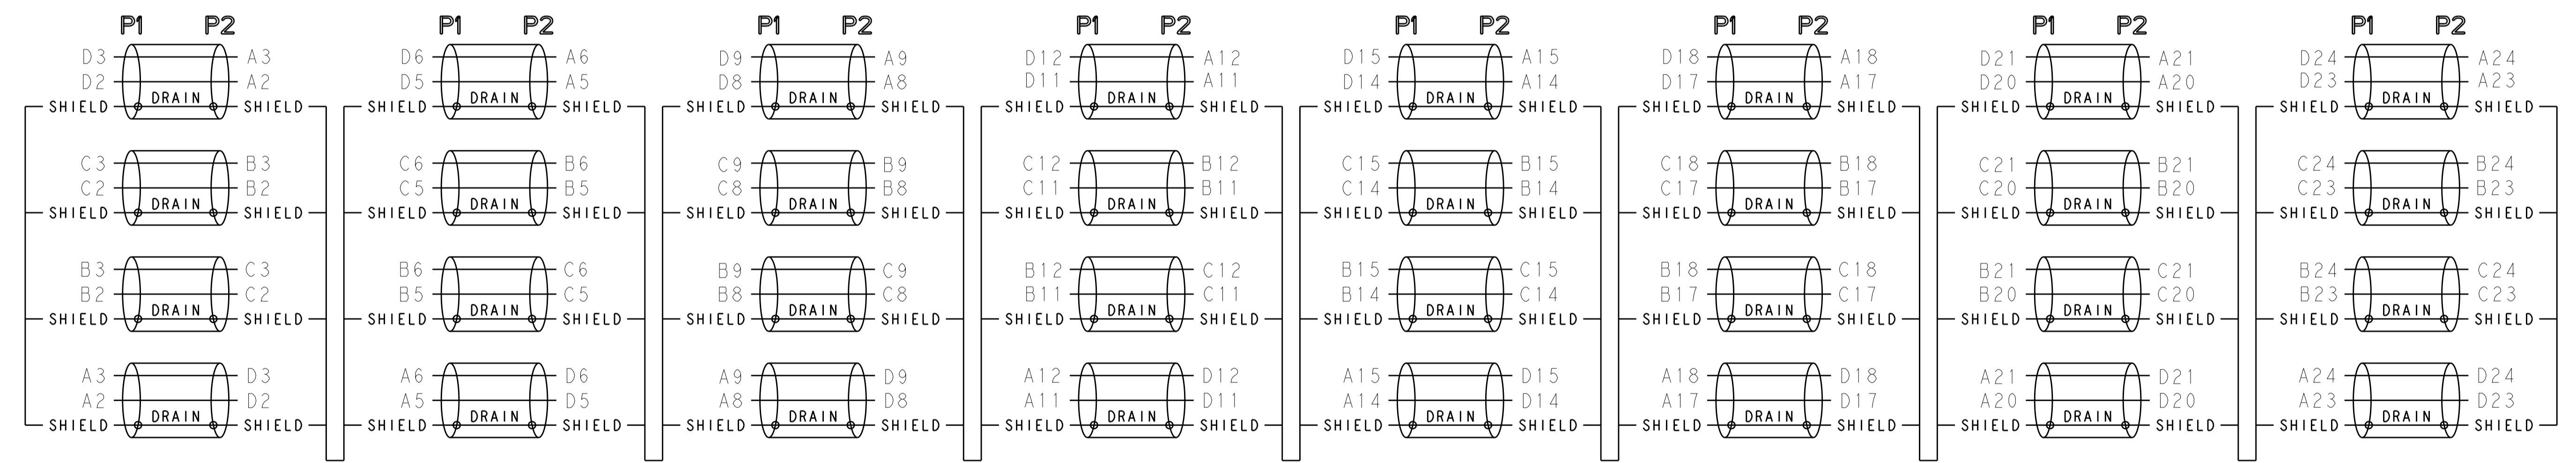 P1 P2 P1 P2 P1 P2 P1 P2 P1 P2 P1 P2 P1 P2 P1 P2
D3 A3 D6 A6 D9 A9 D12 A12 D15 A15 D18 A18 D21 A21 D24 A24
D2 A2 D5 A5 D8 A8 D11 A11 D14 A14 D17 A17 D20 A20 D23 A23
SHIELD DRAIN SHIELD SHIELD DRAIN SHIELD SHIELD DRAIN SHIELD SHIELD DRAIN SHIELD SHIELD DRAIN SHIELD SHIELD DRAIN SHIELD SHIELD DRAIN SHIELD SHIELD DRAIN SHIELD
C3 B3 C6 B6 C9 B9 C12 B12 C15 B15 C18 B18 C21 B21 C24 B24
C2 B2 C5 B5 C8 B8 C11 B11 C14 B14 C17 B17 C20 B20 C23 B23
SHIELD DRAIN SHIELD SHIELD DRAIN SHIELD SHIELD DRAIN SHIELD SHIELD DRAIN SHIELD SHIELD DRAIN SHIELD SHIELD DRAIN SHIELD SHIELD DRAIN SHIELD SHIELD DRAIN SHIELD
B3 C3 B6 C6 B9 C9 B12 C12 B15 C15 B18 C18 B21 C21 B24 C24
B2 C2 B5 C5 B8 C8 B11 C11 B14 C14 B17 C17 B20 C20 B23 C23
SHIELD DRAIN SHIELD SHIELD DRAIN SHIELD SHIELD DRAIN SHIELD SHIELD DRAIN SHIELD SHIELD DRAIN SHIELD SHIELD DRAIN SHIELD SHIELD DRAIN SHIELD SHIELD DRAIN SHIELD
A3 D3 A6 D6 A9 D9 A12 D12 A15 D15 A18 D18 A21 D21 A24 D24
A2 D2 A5 D5 A8 D8 A11 D11 A14 D14 A17 D17 A20 D20 A23 D23
SHIELD DRAIN SHIELD SHIELD DRAIN SHIELD SHIELD DRAIN SHIELD SHIELD DRAIN SHIELD SHIELD DRAIN SHIELD SHIELD DRAIN SHIELD SHIELD DRAIN SHIELD SHIELD DRAIN SHIELD